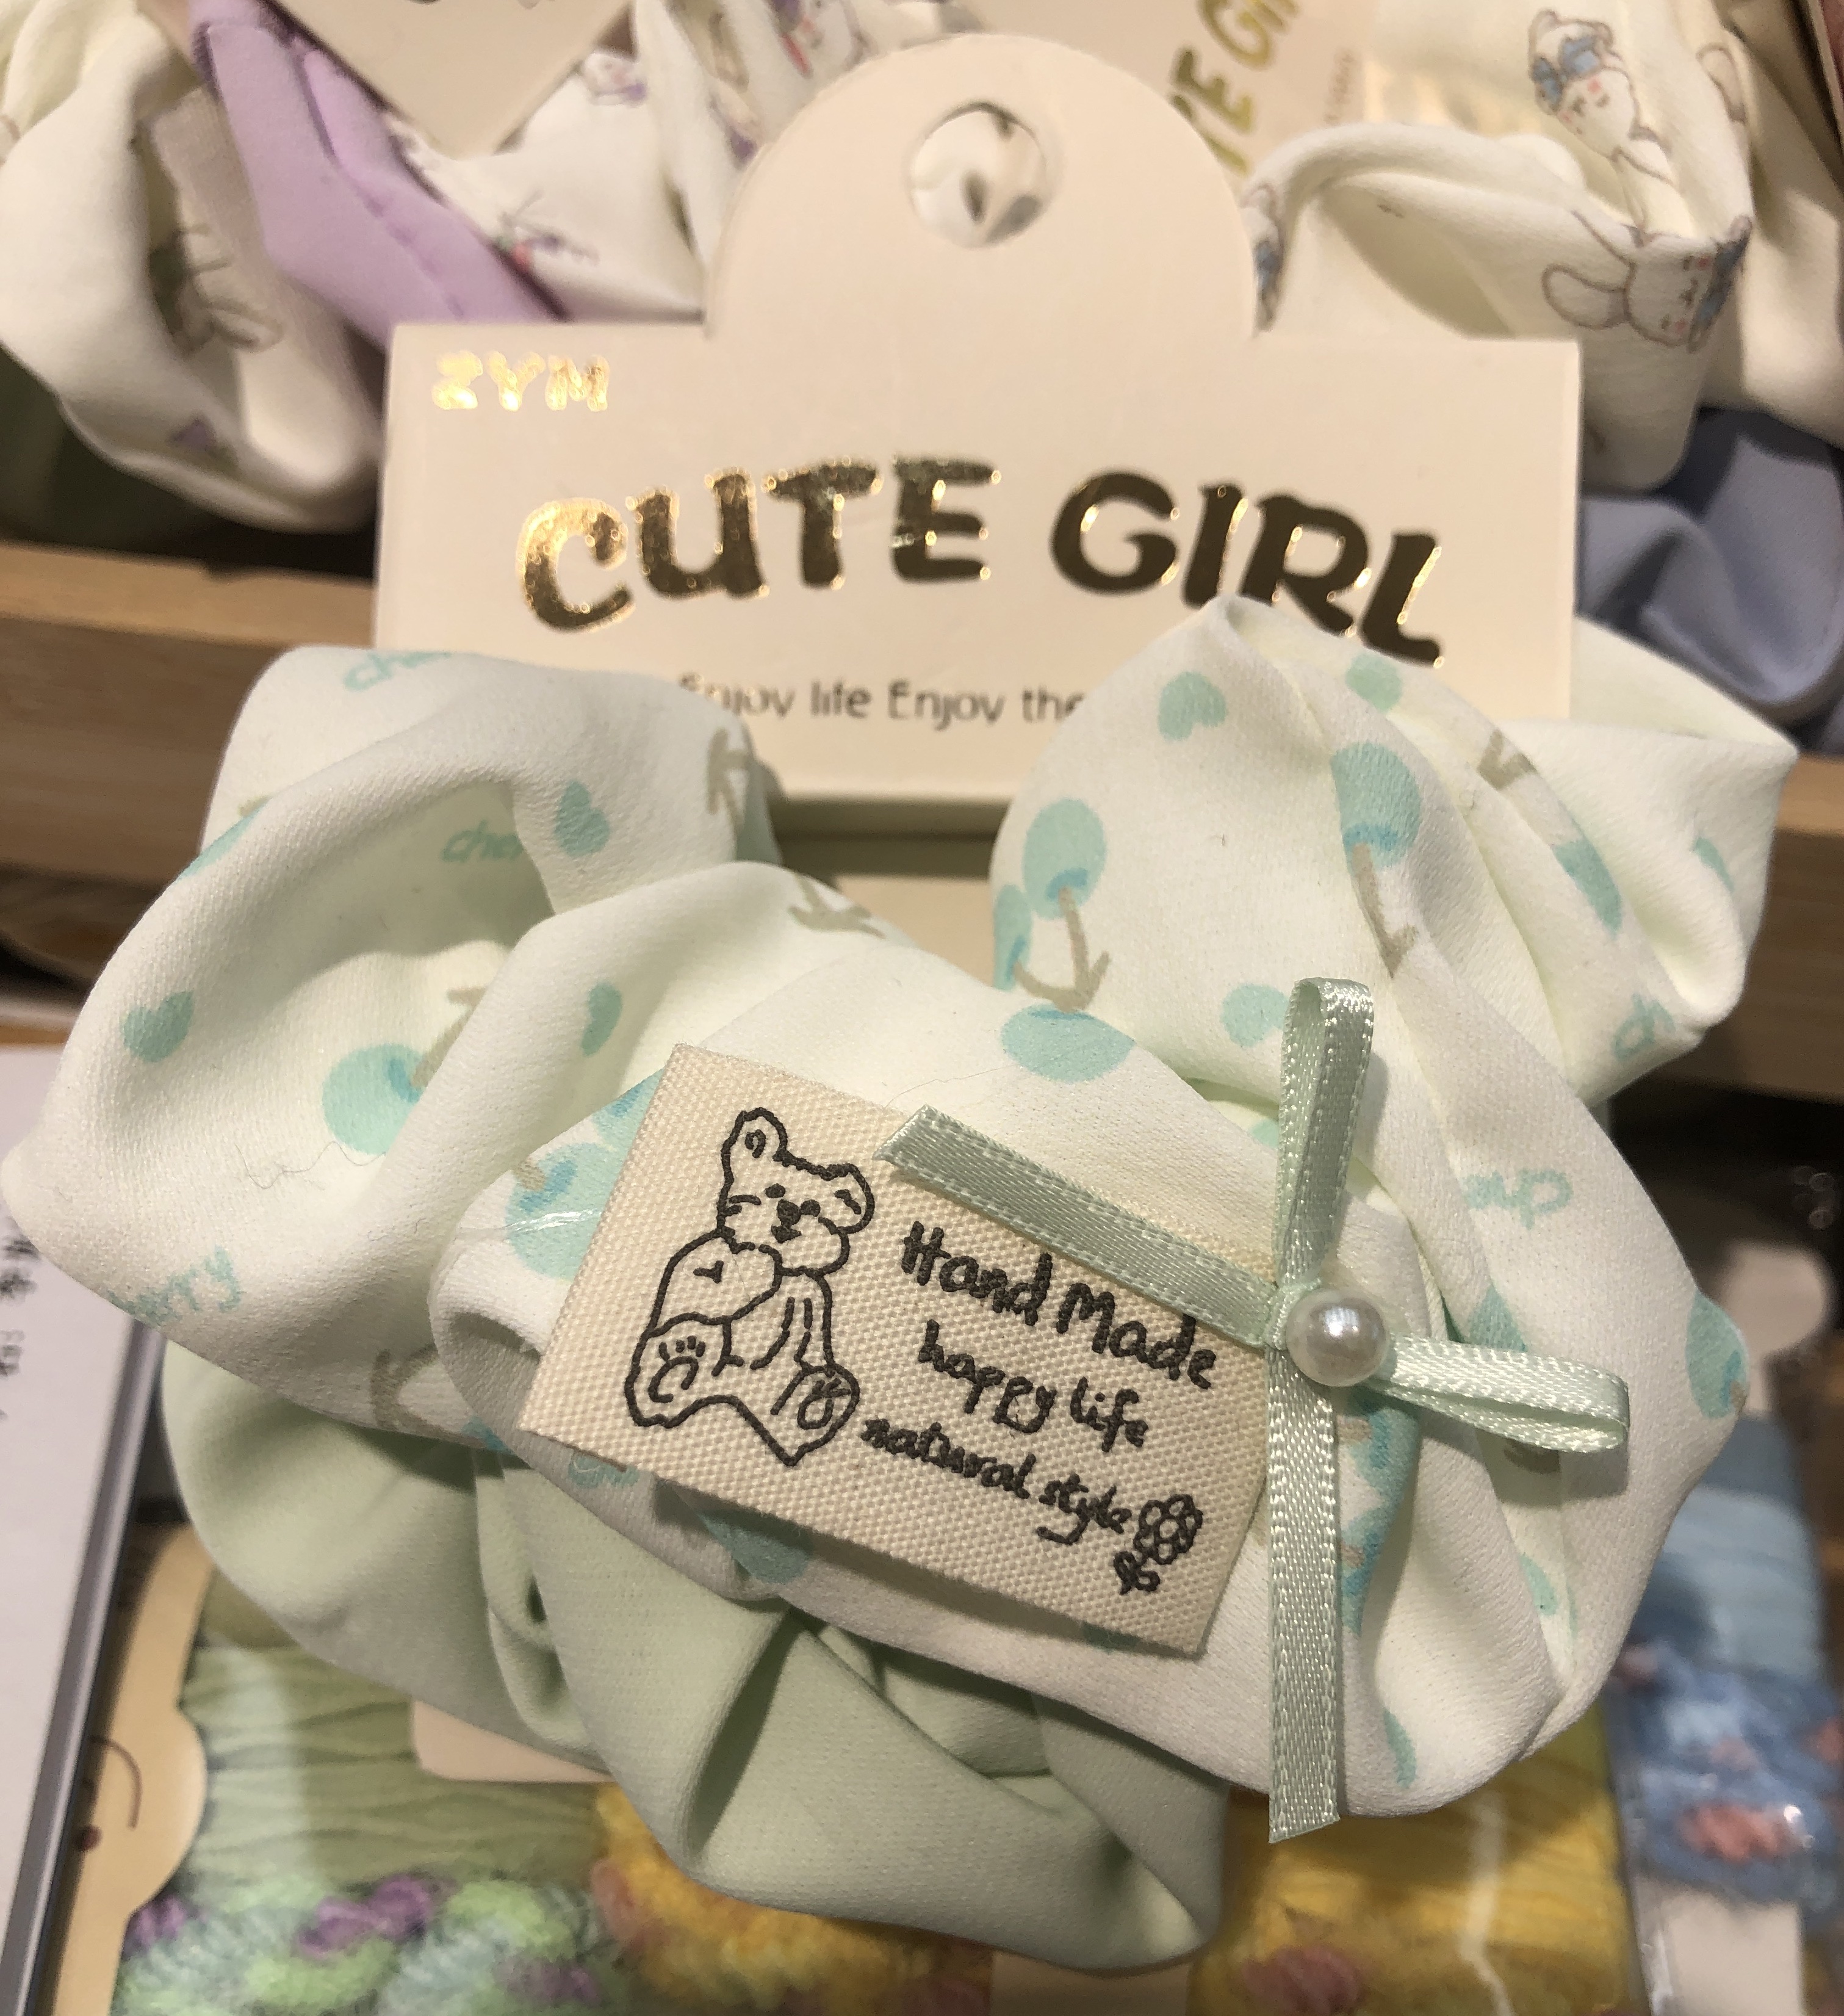 ZYM
CUTE GIRL
Enjoy life Enjoy the
Hand Made
happy life
natural style